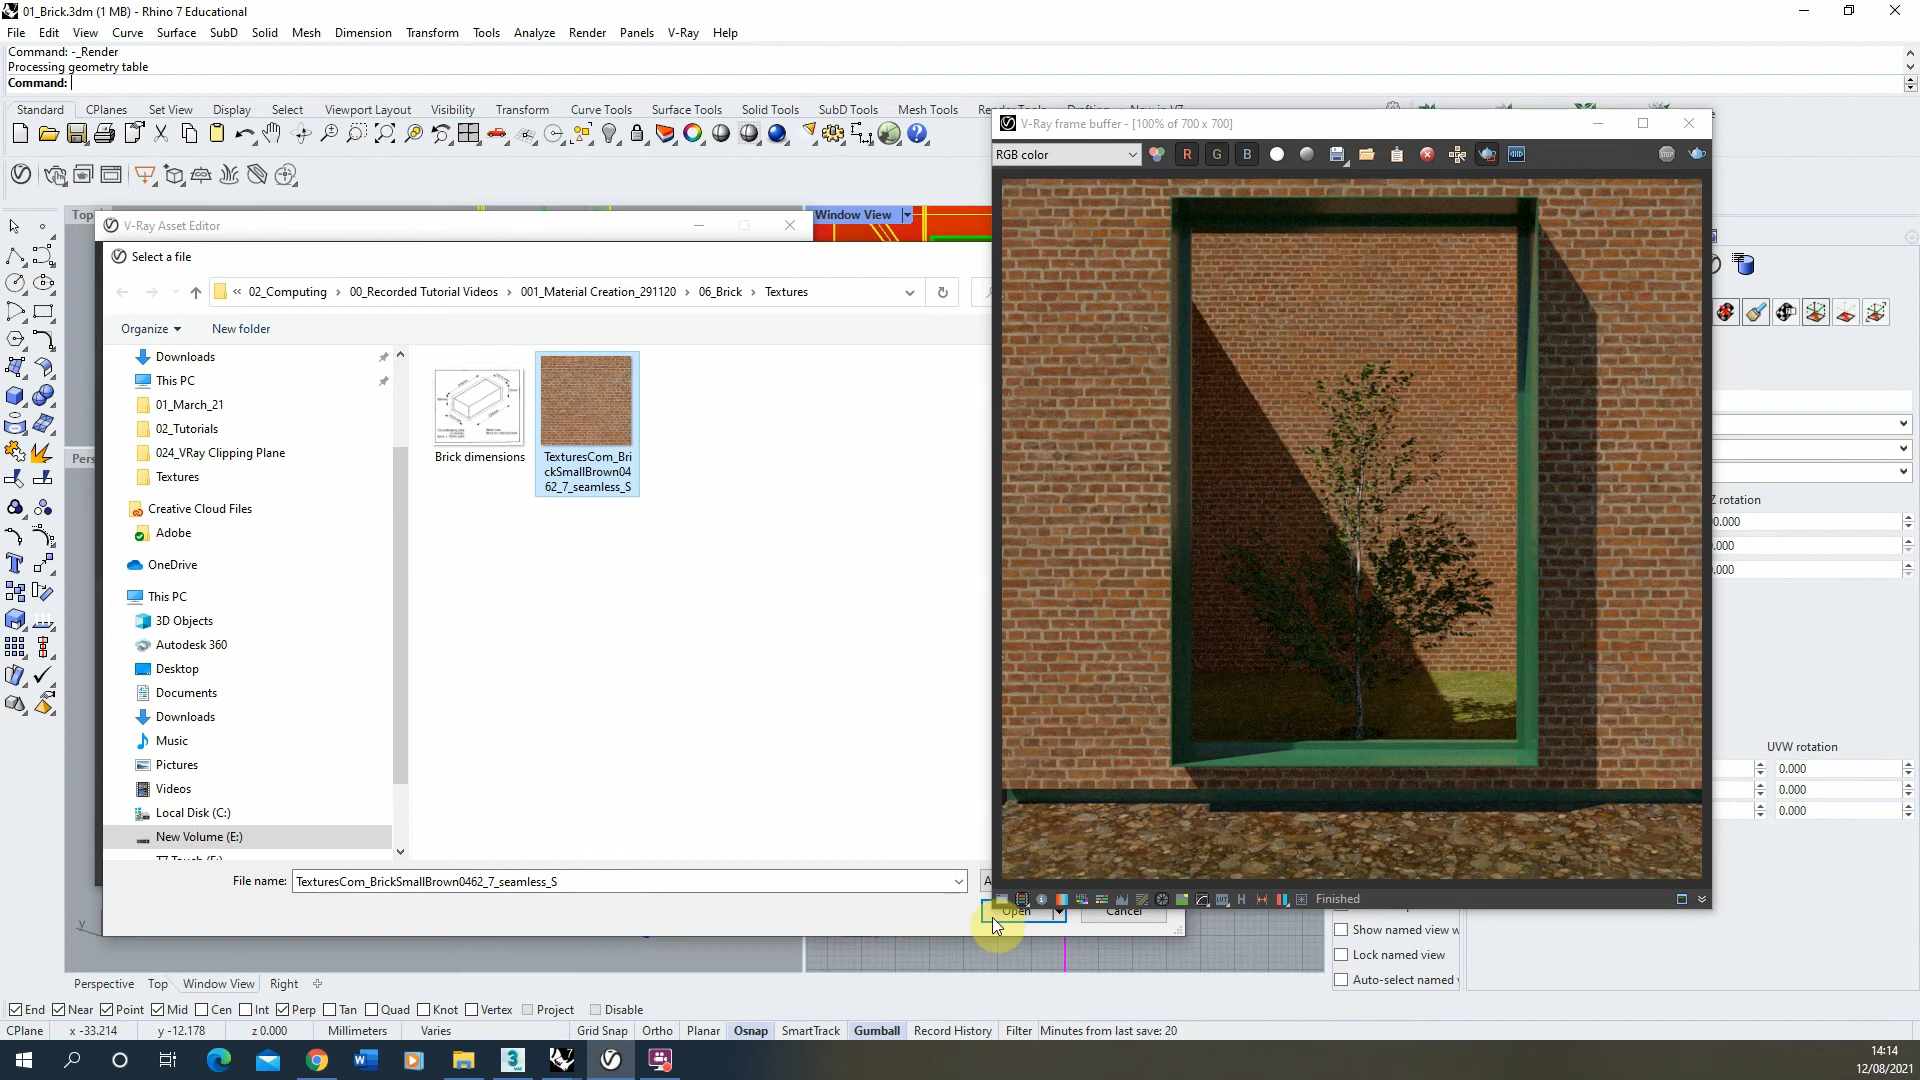 01_Brick.3dm (1 MB) - Rhino 7 Educational
File Edit View Curve Surface SubD Solid Mesh Dimension Transform Tools Analyze Render Panels V-Ray Help
Command: -_Render
Processing geometry table
Command:
Standard CPlanes Set View Display Select Viewport Layout Visibility Transform Curve Tools Surface Tools Solid Tools SubD Tools Mesh Tools
V-Ray frame buffer - [100% of 700 x 700]
RGB color R G B
Top
V-Ray Asset Editor
Window View
Select a file
« 02_Computing › 00_Recorded Tutorial Videos › 001_Material Creation_291120 › 06_Brick › Textures
Organize New folder
Downloads
This PC
01_March_21
02_Tutorials
024_VRay Clipping Plane
Textures
Creative Cloud Files
Adobe
OneDrive
This PC
3D Objects
Autodesk 360
Desktop
Documents
Downloads
Music
Pictures
Videos
Local Disk (C:)
New Volume (E:)
Brick dimensions
TexturesCom_Bri
ckSmallBrown04
62_7_seamless_S
Pers
File name: TexturesCom_BrickSmallBrown0462_7_seamless_S
Open Cancel
Finished
Z rotation
0.000
.000
.000
UVW rotation
0.000
0.000
0.000
Show named view w
Lock named view
Auto-select named
Perspective Top Window View Right
End Near Point Mid Cen Int Perp Tan Quad Knot Vertex Project Disable
CPlane x -33.214 y -12.178 z 0.000 Millimeters Varies Grid Snap Ortho Planar Osnap SmartTrack Gumball Record History Filter Minutes from last save: 20
14:14
12/08/2021